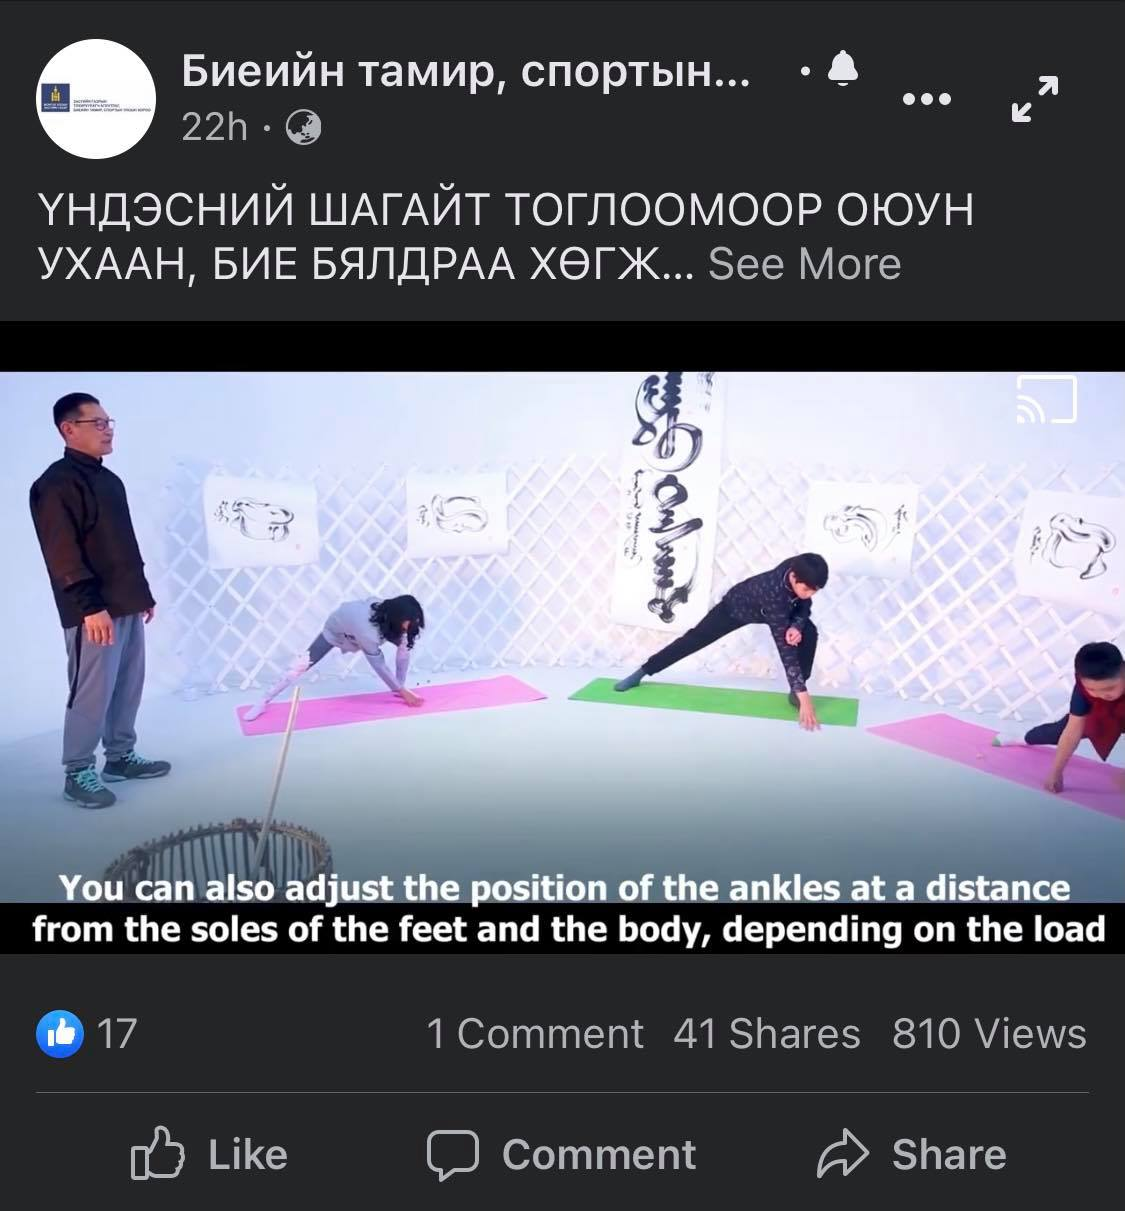 Биеийн тамир, спортын...
22h
ҮНДЭСНИЙ ШАГАЙТ ТОГЛООМООР ОЮУН
УХААН, БИЕ БЯЛДРАА ХӨГЖ... See More
You can also adjust the position of the ankles at a distance
from the soles of the feet and the body, depending on the load
17
1 Comment 41 Shares 810 Views
Like Comment Share